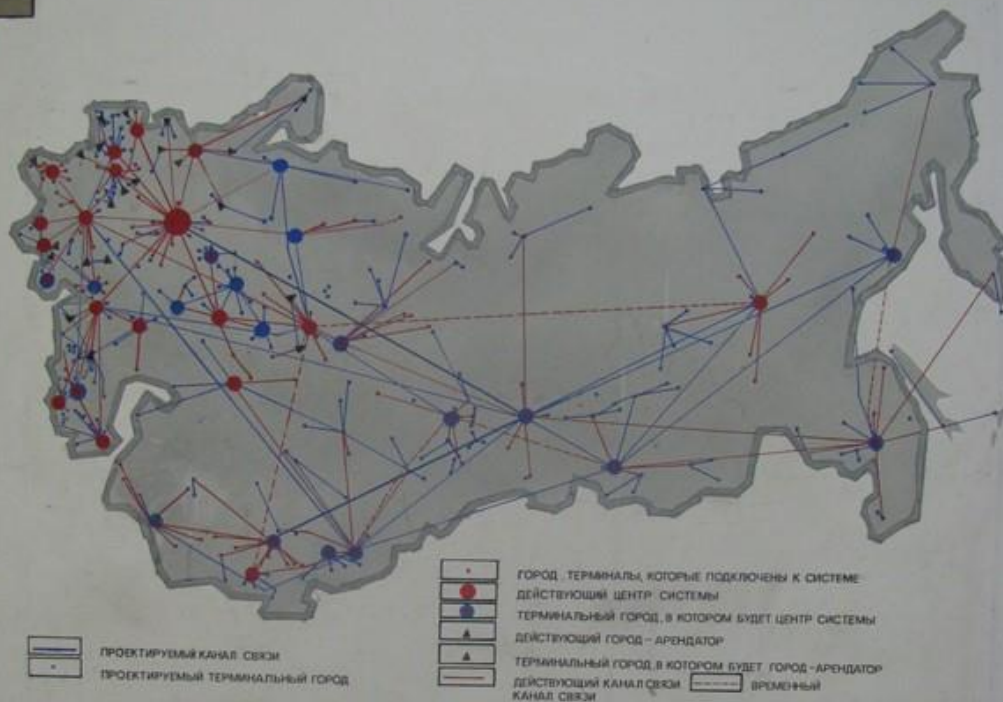 ГОРОД, ТЕРМИНАЛЫ, КОТОРЫЕ ПОДКЛЮЧЕНЫ К СИСТЕМЕ
ДЕЙСТВУЮЩИЙ ЦЕНТР СИСТЕМЫ
ТЕРМИНАЛЬНЫЙ ГОРОД, В КОТОРОМ БУДЕТ ЦЕНТР СИСТЕМЫ
ДЕЙСТВУЮЩИЙ ГОРОД - АРЕНДАТОР
ТЕРМИНАЛЬНЫЙ ГОРОД, В КОТОРОМ БУДЕТ ГОРОД-АРЕНДАТОР
ДЕЙСТВУЮЩИЙ КАНАЛ СВЯЗИ
ВРЕМЕННЫЙ
КАНАЛ СВЯЗИ
ПРОЕКТИРУЕМЫЙ КАНАЛ СВЯЗИ
ПРОЕКТИРУЕМЫЙ ТЕРМИНАЛЬНЫЙ ГОРОД